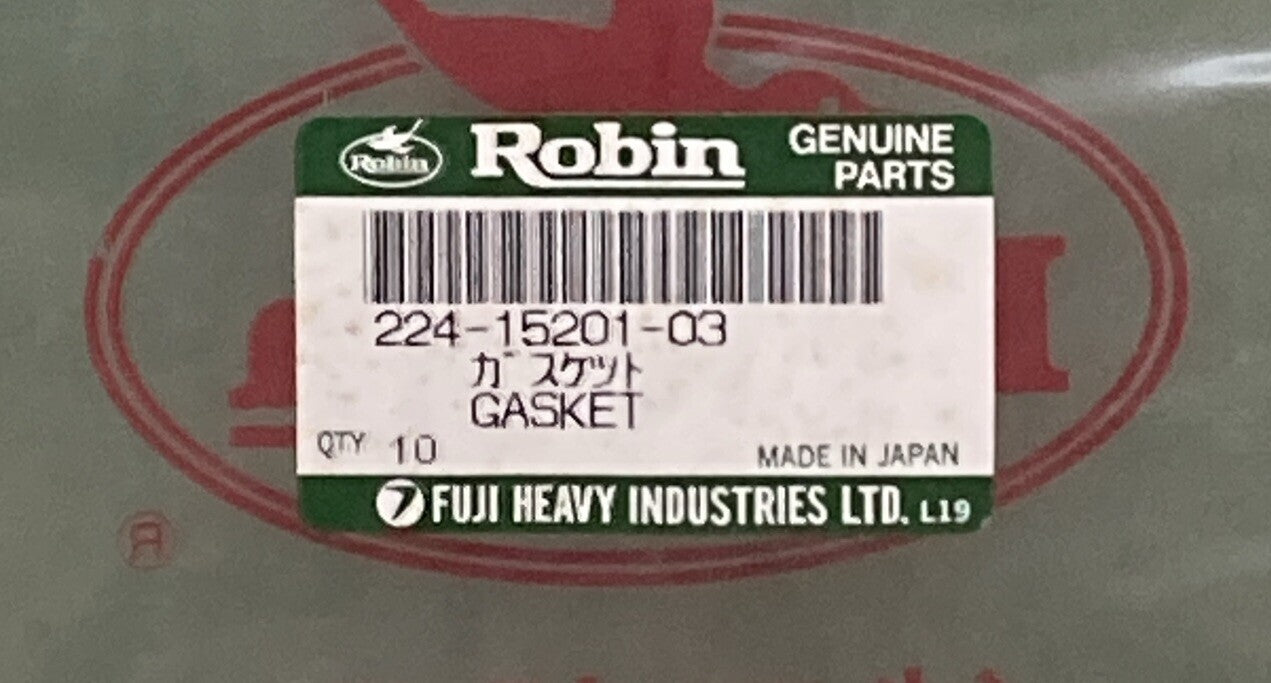 Robin Robin GENUINE
PARTS
224-15201-03
ガスケット
GASKET
QTY 10 MADE IN JAPAN
FUJI HEAVY INDUSTRIES LTD. L19
R